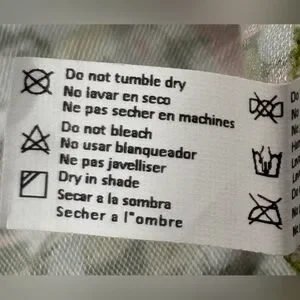 Do not tumble dry
No lavar en seco
Ne pas secher en machines
Do not bleach
No usar blanqueador
Ne pas javelliser
Dry in shade
Secar a la sombra
Secher a l"ombre